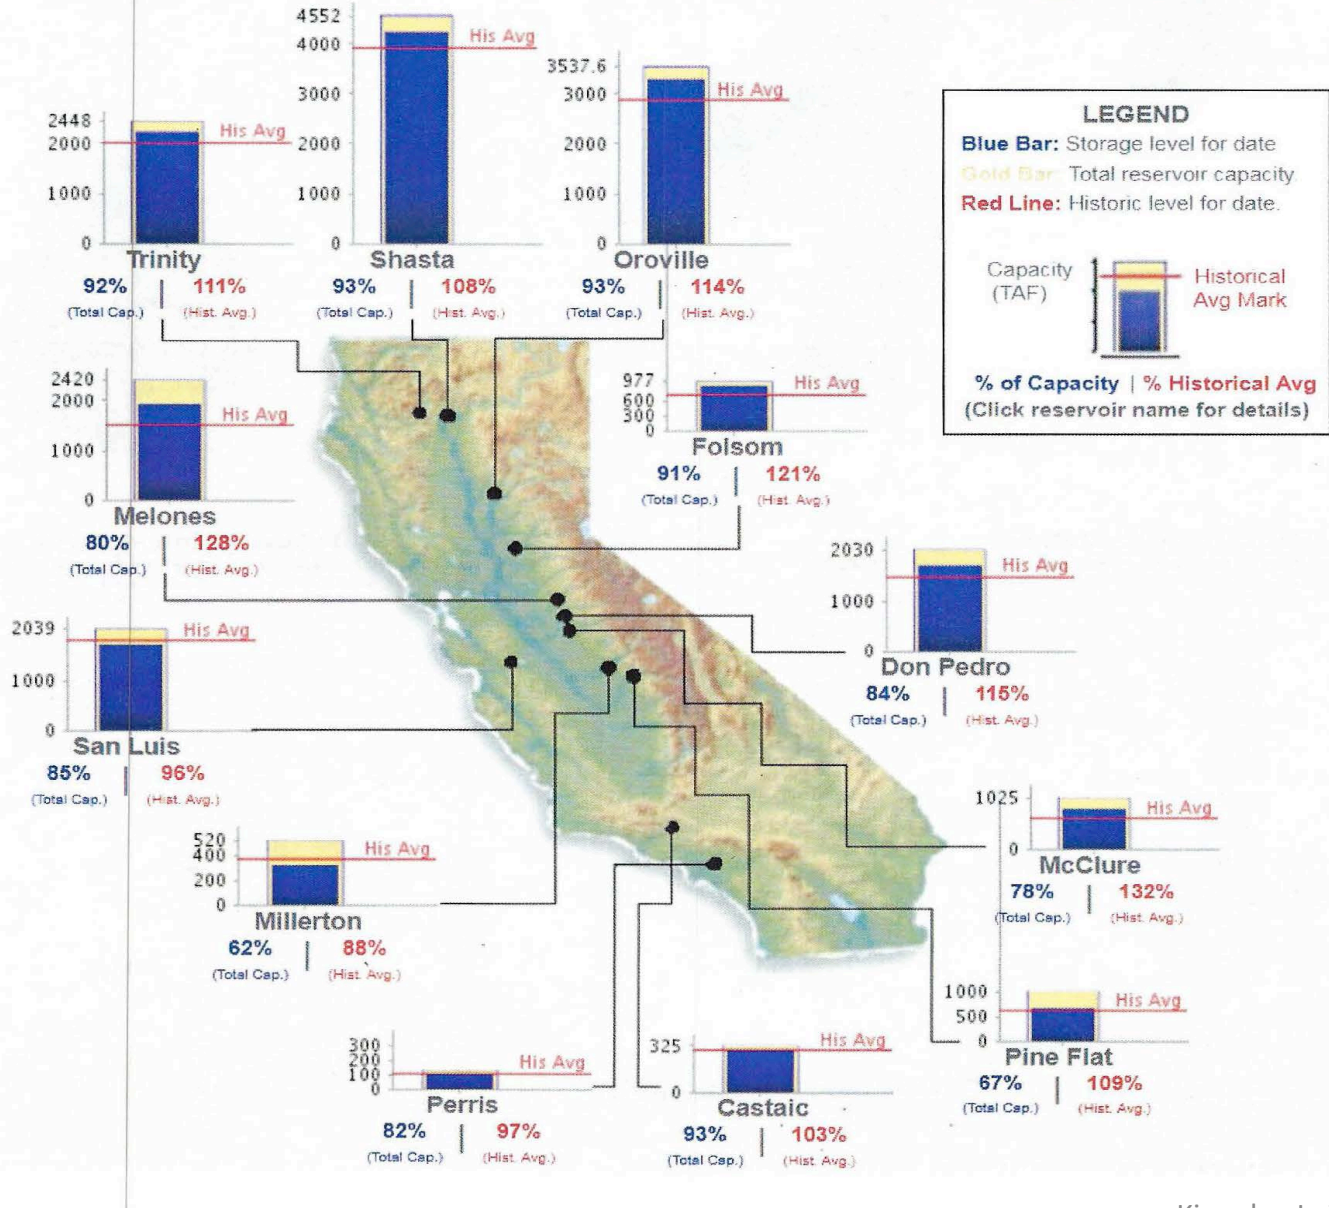 4552
4000
3000
2000
1000
0
His Avg
Shasta
93% | 108%
(Total Cap.) (Hist. Avg.)
3537.6
3000
2000
1000
0
His Avg
Oroville
93% | 114%
(Total Cap.) (Hist. Avg.)
2448
2000
1000
0
His Avg
Trinity
92% | 111%
(Total Cap.) (Hist. Avg.)
LEGEND
Blue Bar: Storage level for date
Gold Bar: Total reservoir capacity.
Red Line: Historic level for date.
Capacity
(TAF)
Historical
Avg Mark
% of Capacity | % Historical Avg
(Click reservoir name for details)
2420
2000
1000
0
His Avg
Melones
80% | 128%
(Total Cap.) (Hist. Avg.)
977
600
300
0
His Avg
Folsom
91% | 121%
(Total Cap.) (Hist. Avg.)
2030
1000
0
His Avg
Don Pedro
84% | 115%
(Total Cap.) (Hist. Avg.)
2039
1000
0
His Avg
San Luis
85% | 96%
(Total Cap.) (Hist. Avg.)
1025
0
His Avg
McClure
78% | 132%
(Total Cap.) (Hist. Avg.)
520
400
200
0
His Avg
Millerton
62% | 88%
(Total Cap.) (Hist. Avg.)
1000
500
0
His Avg
Pine Flat
67% | 109%
(Total Cap.) (Hist. Avg.)
300
200
100
0
His Avg
Perris
82% | 97%
(Total Cap.) (Hist. Avg.)
325
0
His Avg
Castaic
93% | 103%
(Total Cap.) (Hist. Avg.)